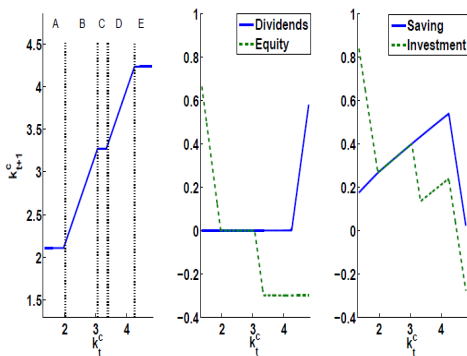 A B C D E
4.5
4
3.5
3
2.5
2
1.5
k^c_{t+1}
2 3 4
k^c_t
Dividends
Equity
1
0.8
0.6
0.4
0.2
0
−0.2
−0.4
2 3 4
k^c_t
Saving
Investment
1
0.8
0.6
0.4
0.2
0
−0.2
−0.4
2 3 4
k^c_t